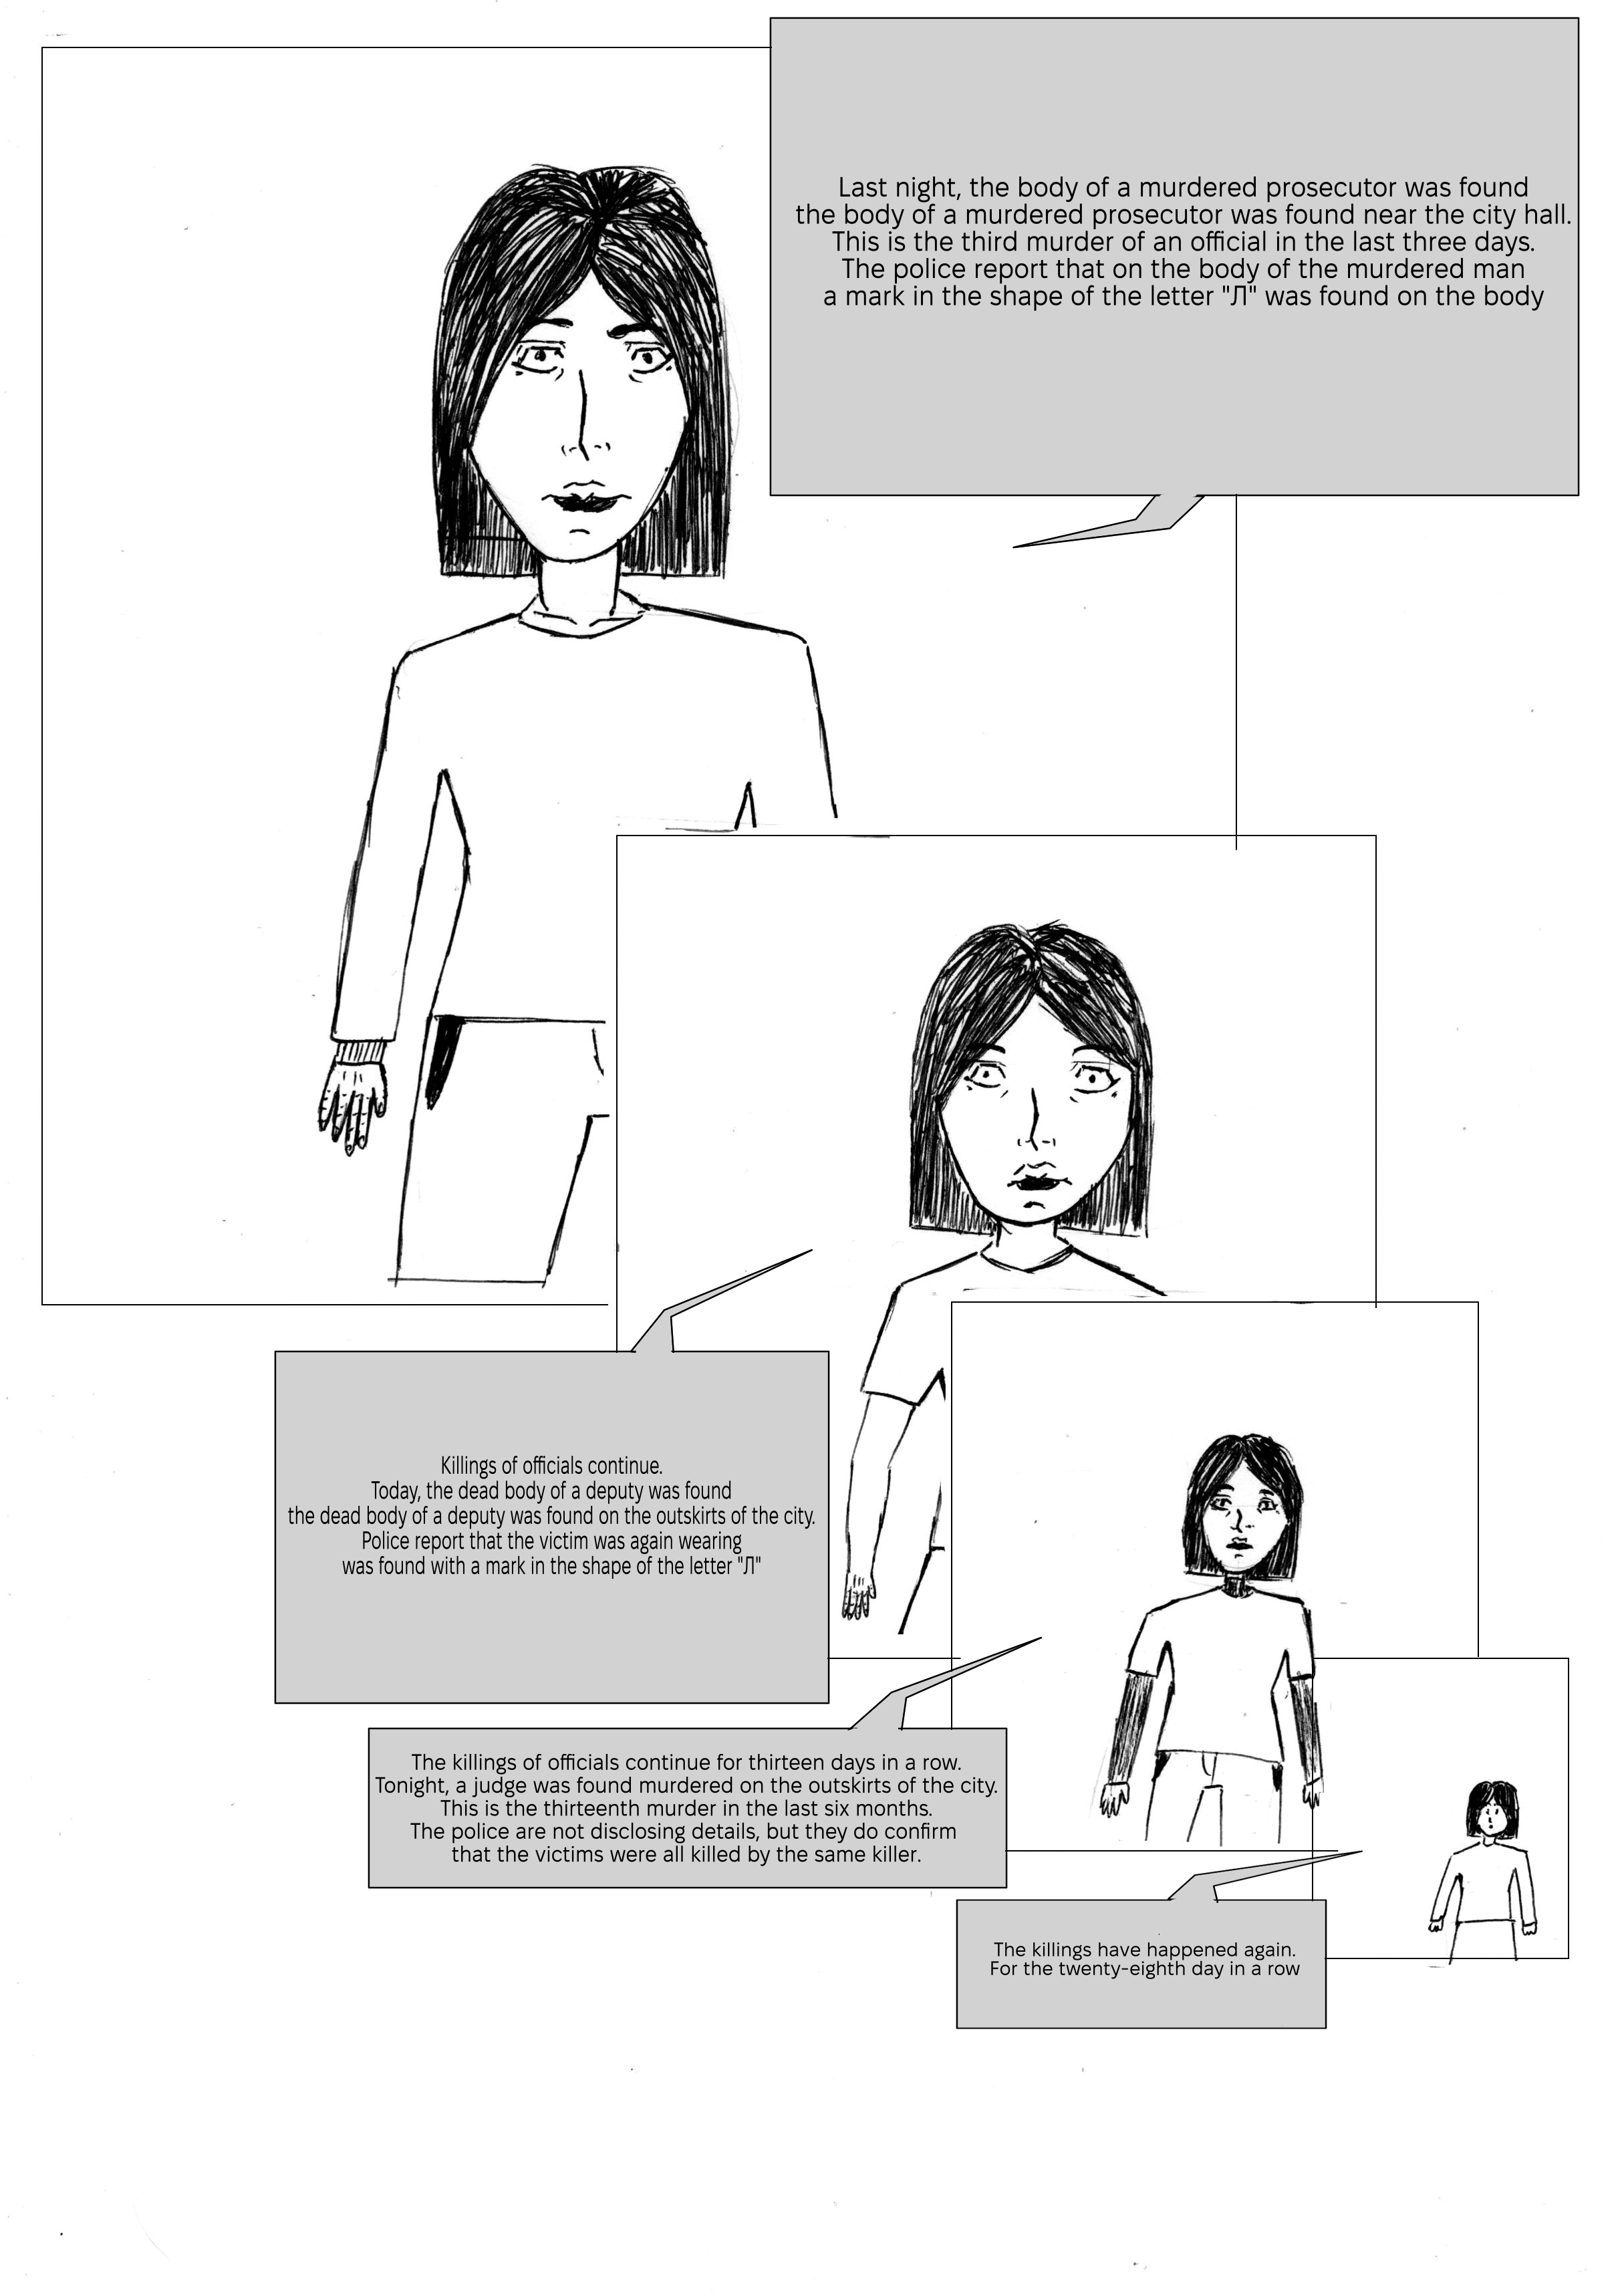 Last night, the body of a murdered prosecutor was found
the body of a murdered prosecutor was found near the city hall.
This is the third murder of an official in the last three days.
The police report that on the body of the murdered man
a mark in the shape of the letter "Л" was found on the body
Killings of officials continue.
Today, the dead body of a deputy was found
the dead body of a deputy was found on the outskirts of the city.
Police report that the victim was again wearing
was found with a mark in the shape of the letter "Л"
The killings of officials continue for thirteen days in a row.
Tonight, a judge was found murdered on the outskirts of the city.
This is the thirteenth murder in the last six months.
The police are not disclosing details, but they do confirm
that the victims were all killed by the same killer.
The killings have happened again.
For the twenty-eighth day in a row